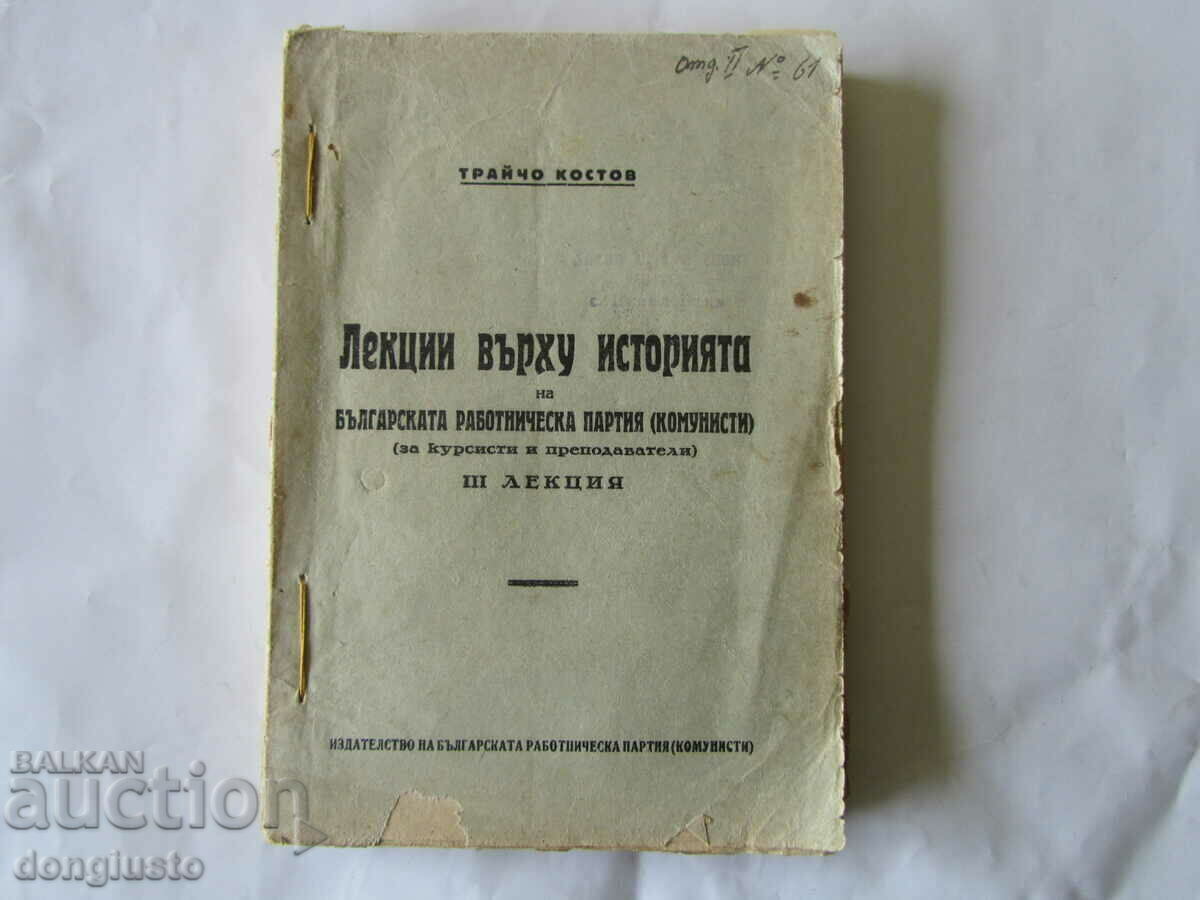 Отд. II № 61
ТРАЙЧО КОСТОВ
Лекции върху историята
на
БЪЛГАРСКАТА РАБОТНИЧЕСКА ПАРТИЯ (КОМУНИСТИ)
(за курсисти и преподаватели)
III ЛЕКЦИЯ
ИЗДАТЕЛСТВО НА БЪЛГАРСКАТА РАБОТНИЧЕСКА ПАРТИЯ (КОМУНИСТИ)
BALKAN
auction
dongiusto